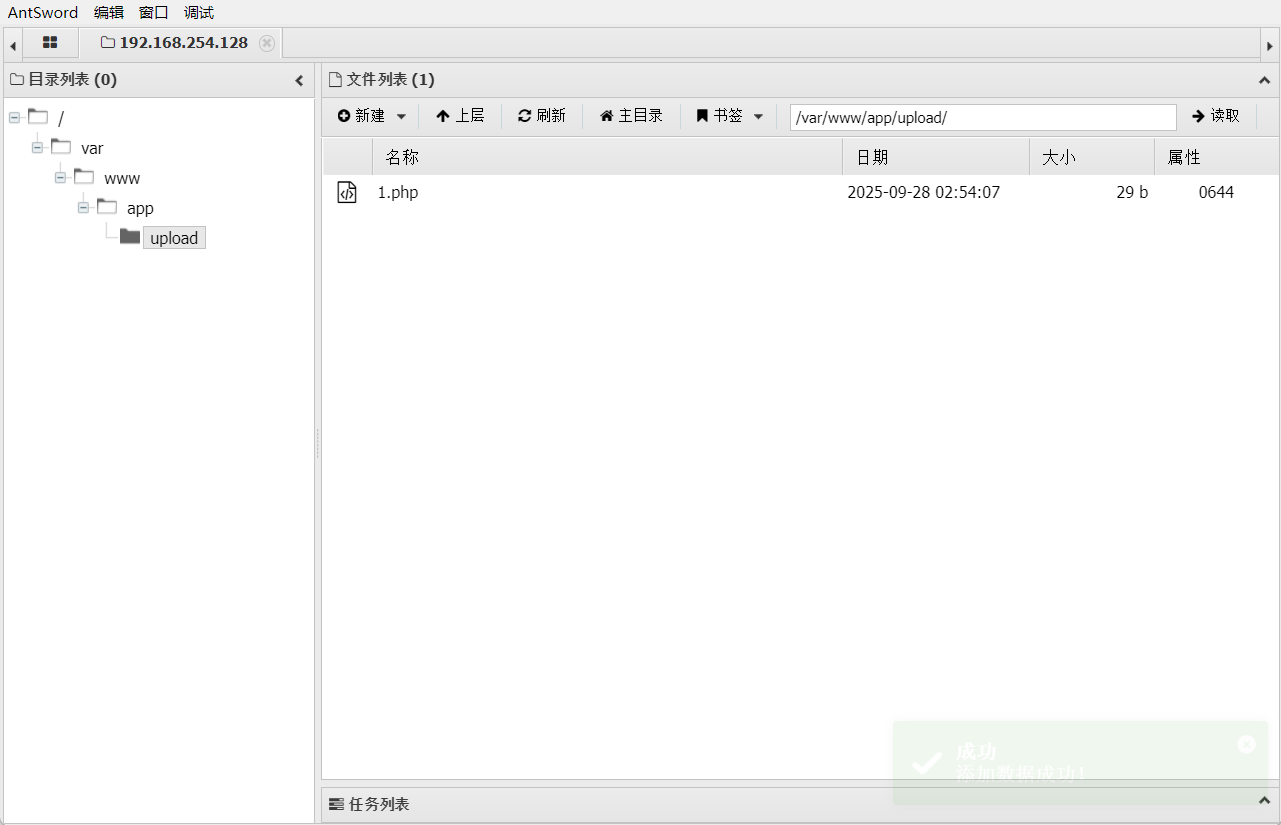 AntSword 编辑 窗口 调试
192.168.254.128
目录列表 (0)
文件列表 (1)
新建 上层 刷新 主目录 书签 /var/www/app/upload/ 读取
名称 日期 大小 属性
1.php 2025-09-28 02:54:07 29 b 0644
/
var
www
app
upload
成功
添加数据成功!
任务列表